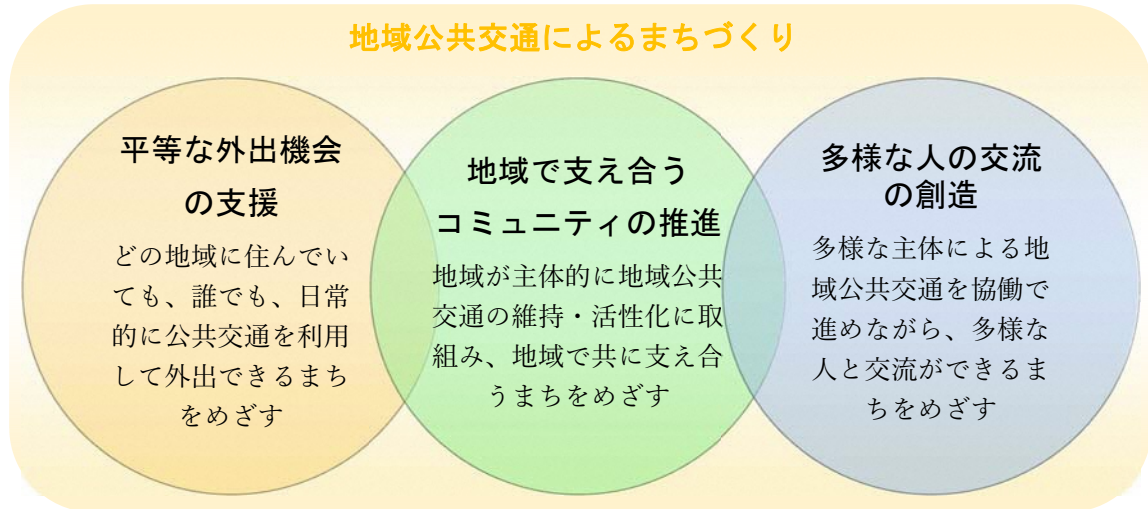 地域公共交通によるまちづくり
平等な外出機会
の支援
どの地域に住んでい
ても、誰でも、日常
的に公共交通を利用
して外出できるまち
をめざす
地域で支え合う
コミュニティの推進
地域が主体的に地域公共
交通の維持・活性化に取
組み、地域で共に支え合
うまちをめざす
多様な人の交流
の創造
多様な主体による地
域公共交通を協働で
進めながら、多様な
人と交流ができるま
ちをめざす